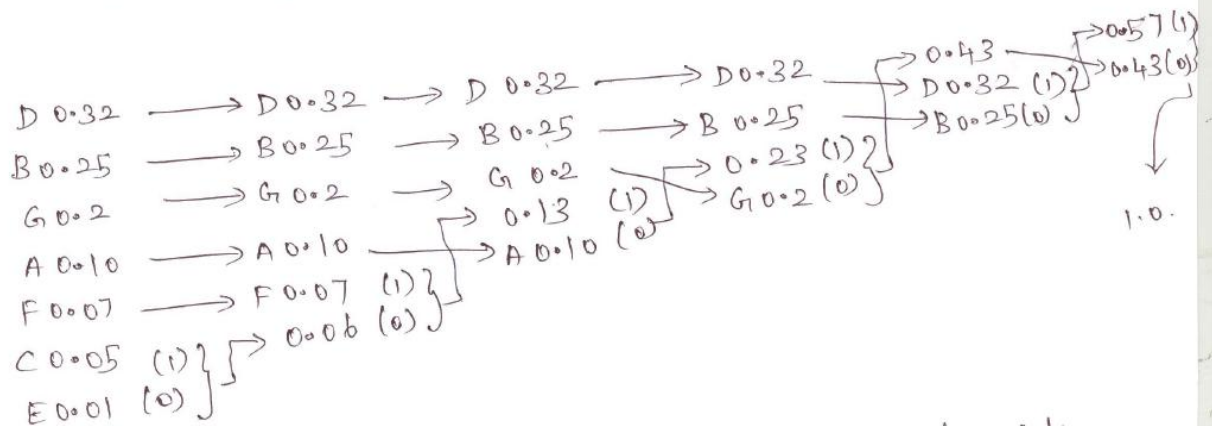 D 0.32 → D 0.32 → D 0.32 → D 0.32 → 0.43 → 0.57 (1)
B 0.25 → B 0.25 → B 0.25 → B 0.25 → D 0.32 (1) 0.43 (0)
G 0.2 → G 0.2 → G 0.2 → 0.23 (1) B 0.25 (0)
A 0.10 → A 0.10 → 0.13 (1) G 0.2 (0) 1.0.
F 0.07 → F 0.07 (1) A 0.10 (0)
C 0.05 (1) → 0.06 (0)
E 0.01 (0)